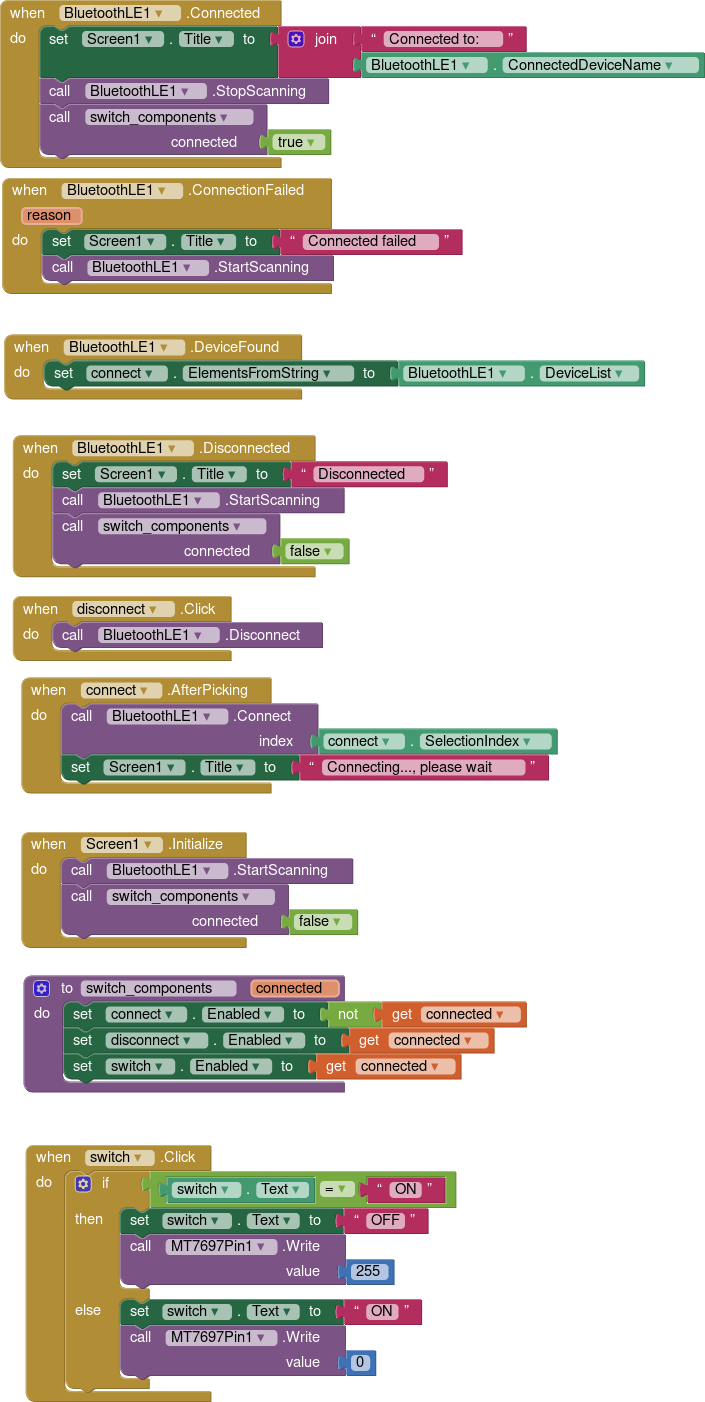 when BluetoothLE1 .Connected
do set Screen1 . Title to join “ Connected to: ”
BluetoothLE1 . ConnectedDeviceName
call BluetoothLE1 .StopScanning
call switch_components
connected true
when BluetoothLE1 .ConnectionFailed
reason
do set Screen1 . Title to “ Connected failed ”
call BluetoothLE1 .StartScanning
when BluetoothLE1 .DeviceFound
do set connect . ElementsFromString to BluetoothLE1 . DeviceList
when BluetoothLE1 .Disconnected
do set Screen1 . Title to “ Disconnected ”
call BluetoothLE1 .StartScanning
call switch_components
connected false
when disconnect .Click
do call BluetoothLE1 .Disconnect
when connect .AfterPicking
do call BluetoothLE1 .Connect
index connect . SelectionIndex
set Screen1 . Title to “ Connecting..., please wait ”
when Screen1 .Initialize
do call BluetoothLE1 .StartScanning
call switch_components
connected false
to switch_components connected
do set connect . Enabled to not get connected
set disconnect . Enabled to get connected
set switch . Enabled to get connected
when switch .Click
do if switch . Text = “ ON ”
then set switch . Text to “ OFF ”
call MT7697Pin1 .Write
value 255
else set switch . Text to “ ON ”
call MT7697Pin1 .Write
value 0